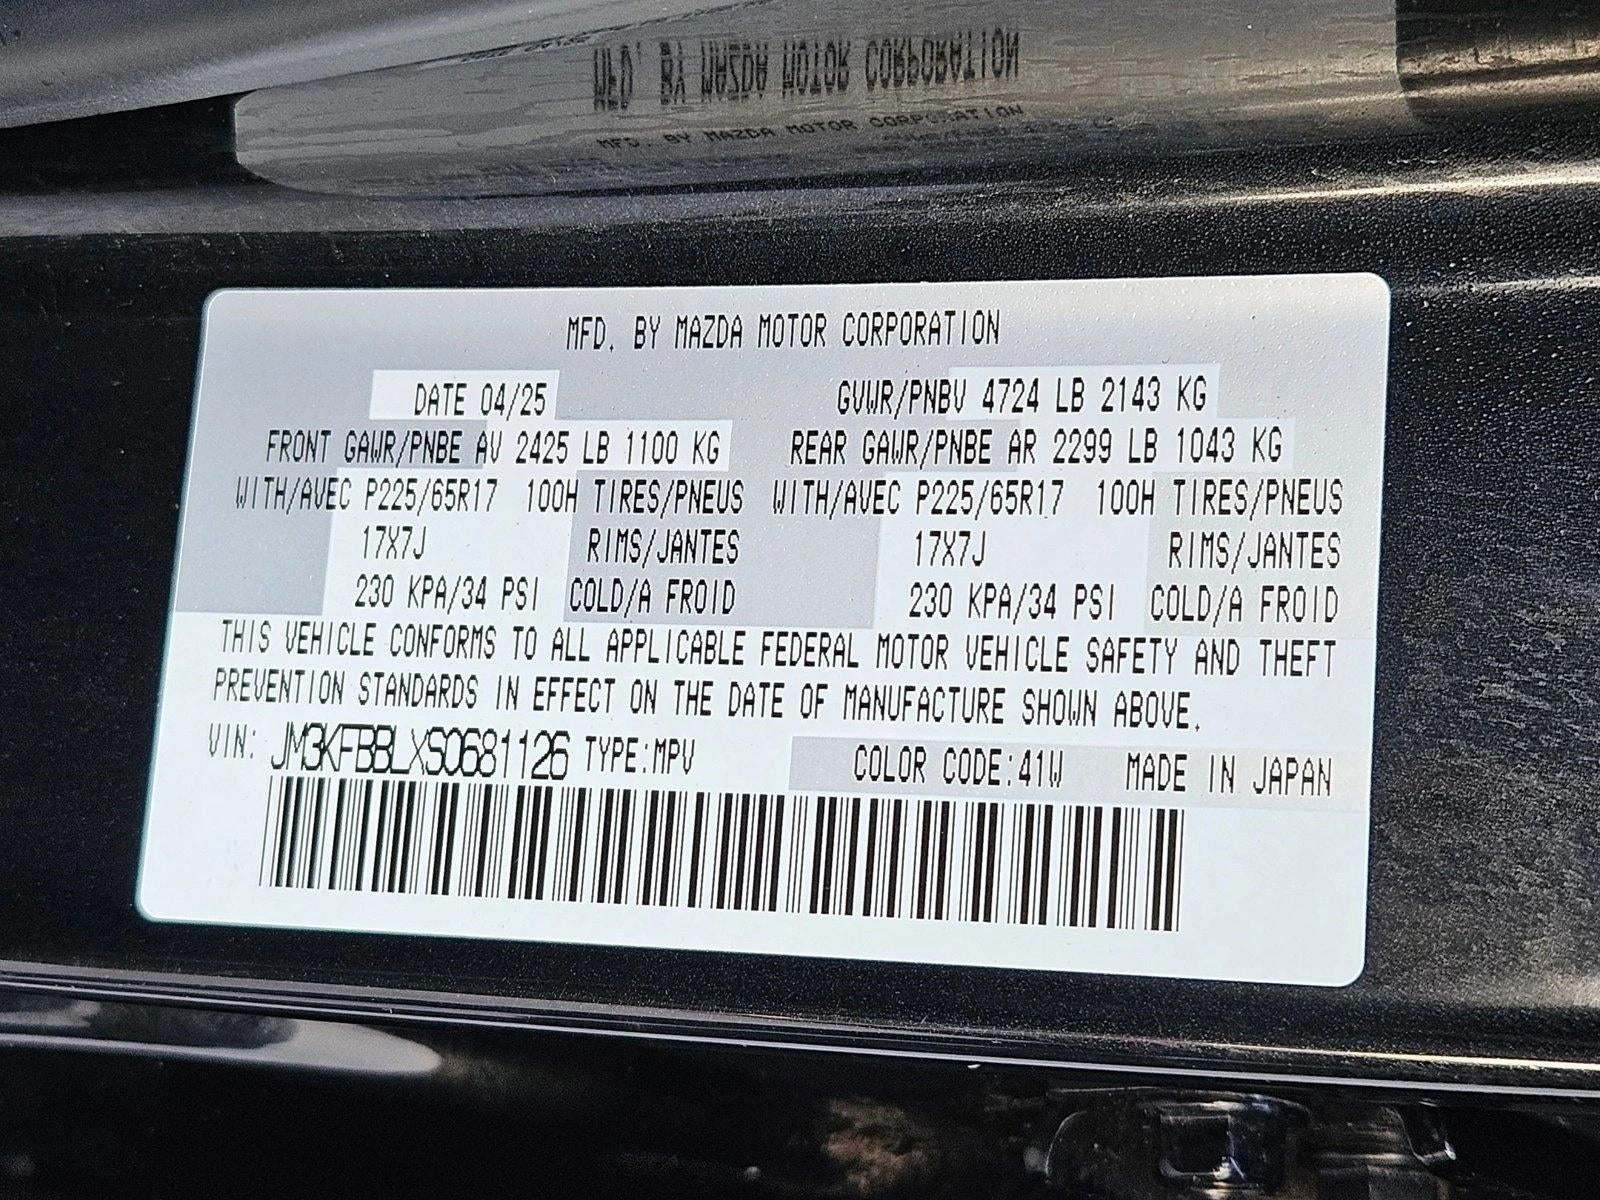 MFD. BY MAZDA MOTOR CORPORATION
MFD. BY MAZDA MOTOR CORPORATION
MFD. BY MAZDA MOTOR CORPORATION
DATE 04/25 GVWR/PNBV 4724 LB 2143 KG
FRONT GAWR/PNBE AV 2425 LB 1100 KG REAR GAWR/PNBE AR 2299 LB 1043 KG
WITH/AVEC P225/65R17 100H TIRES/PNEUS WITH/AVEC P225/65R17 100H TIRES/PNEUS
17X7J RIMS/JANTES 17X7J RIMS/JANTES
230 KPA/34 PSI COLD/A FROID 230 KPA/34 PSI COLD/A FROID
THIS VEHICLE CONFORMS TO ALL APPLICABLE FEDERAL MOTOR VEHICLE SAFETY AND THEFT
PREVENTION STANDARDS IN EFFECT ON THE DATE OF MANUFACTURE SHOWN ABOVE.
VIN: JM3KFBBLXS0681126 TYPE:MPV COLOR CODE:41W MADE IN JAPAN